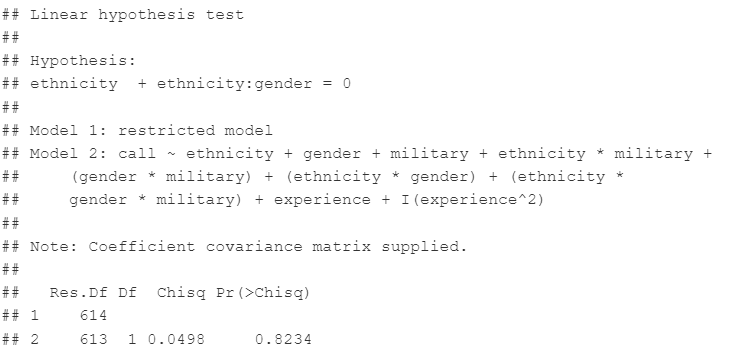 ## Linear hypothesis test
##
## Hypothesis:
## ethnicity  + ethnicity:gender = 0
##
## Model 1: restricted model
## Model 2: call ~ ethnicity + gender + military + ethnicity * military +
##     (gender * military) + (ethnicity * gender) + (ethnicity *
##     gender * military) + experience + I(experience^2)
##
## Note: Coefficient covariance matrix supplied.
##
##   Res.Df Df  Chisq Pr(>Chisq)
## 1    614
## 2    613  1 0.0498     0.8234